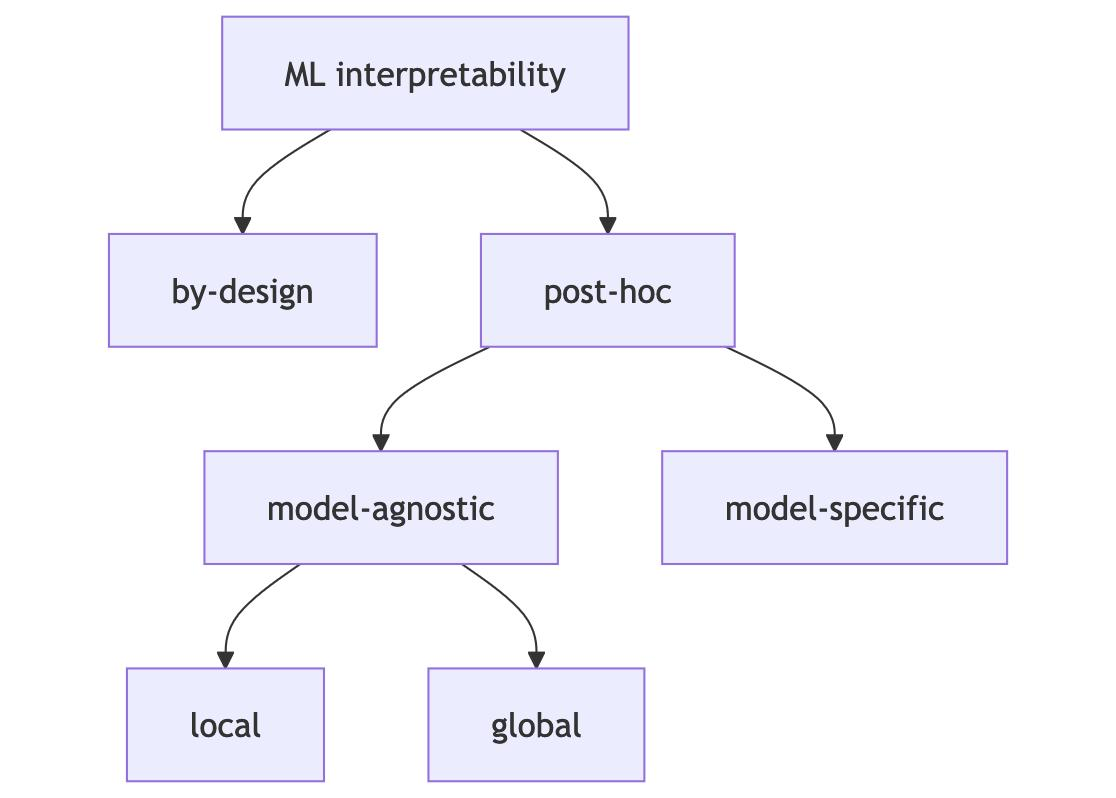 ML interpretability
by-design
post-hoc
model-agnostic
model-specific
local
global